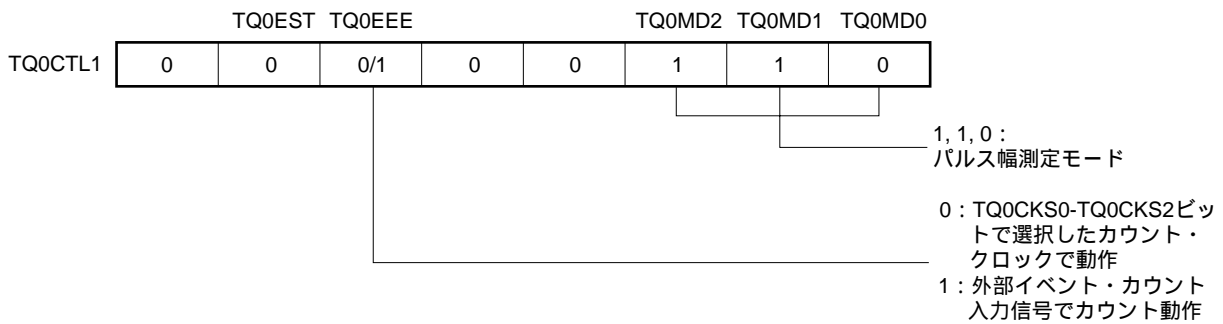 TQ0EST TQ0EEE TQ0MD2 TQ0MD1 TQ0MD0
TQ0CTL1 0 0 0/1 0 0 1 1 0
1, 1, 0：
パルス幅測定モード
0：TQ0CKS0-TQ0CKS2ビッ
トで選択したカウント・
クロックで動作
1：外部イベント・カウント
入力信号でカウント動作